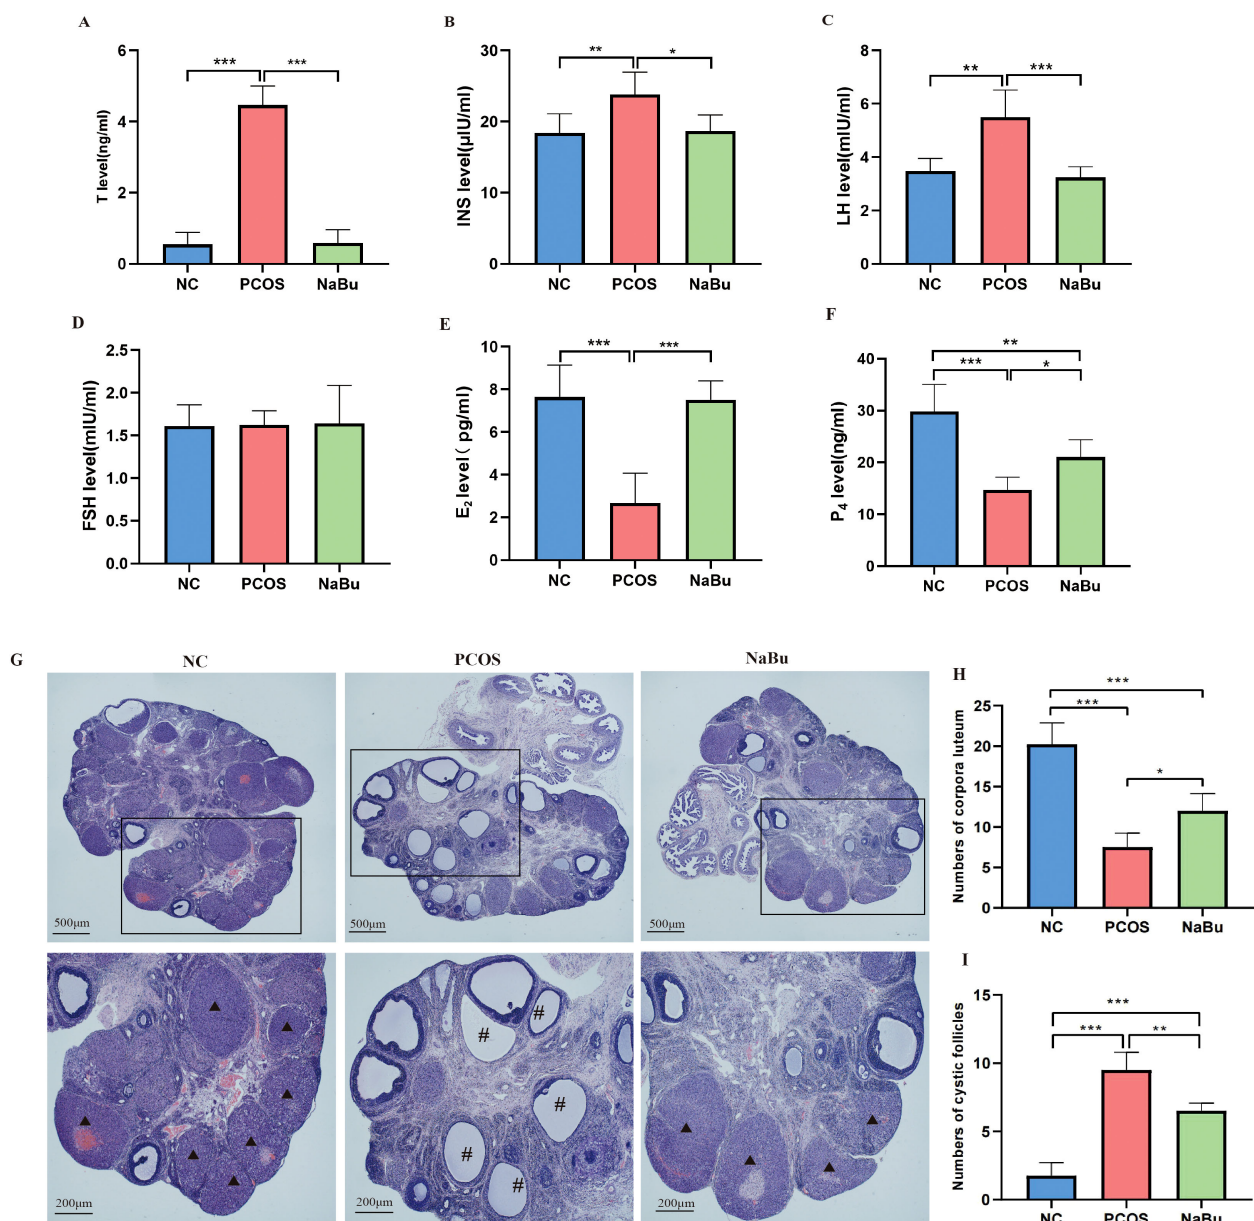 A
T level(ng/ml)
6
4
2
0
***
***
NC
PCOS
NaBu
B
INS level(μIU/ml)
30
20
10
0
**
*
NC
PCOS
NaBu
C
LH level(mIU/ml)
8
6
4
2
0
**
***
NC
PCOS
NaBu
D
FSH level(mIU/ml)
2.5
2.0
1.5
1.0
0.5
0.0
NC
PCOS
NaBu
E
E₂ level( pg/ml)
10
8
6
4
2
0
***
***
NC
PCOS
NaBu
F
P₄ level(ng/ml)
40
30
20
10
0
**
***
*
NC
PCOS
NaBu
G
NC
PCOS
NaBu
500μm
500μm
500μm
200μm
# # # # #
200μm
200μm
H
Numbers of corpora luteum
25
20
15
10
5
0
***
***
*
NC
PCOS
NaBu
I
Numbers of cystic follicles
15
10
5
0
***
***
**
NC
PCOS
NaBu